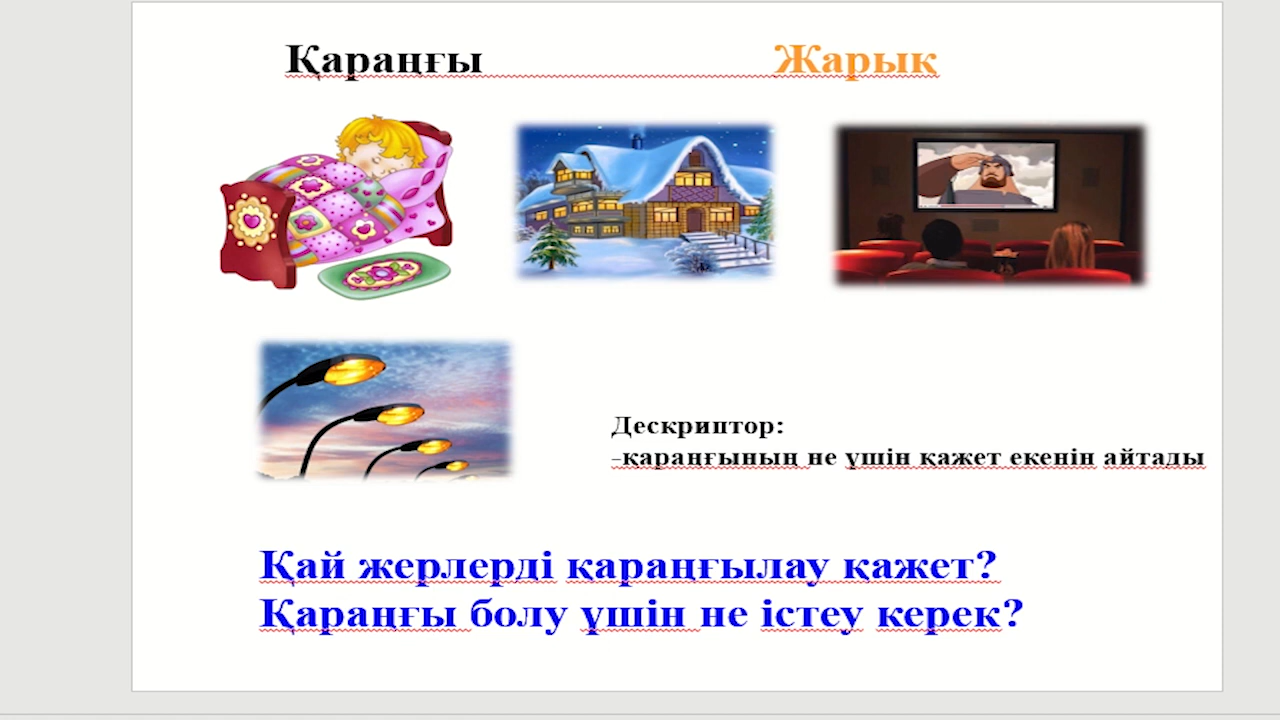 Қараңғы Жарық
Дескриптор:
-қараңғының не үшін қажет екенін айтады
Қай жерлерді қараңғылау қажет?
Қараңғы болу үшін не істеу керек?